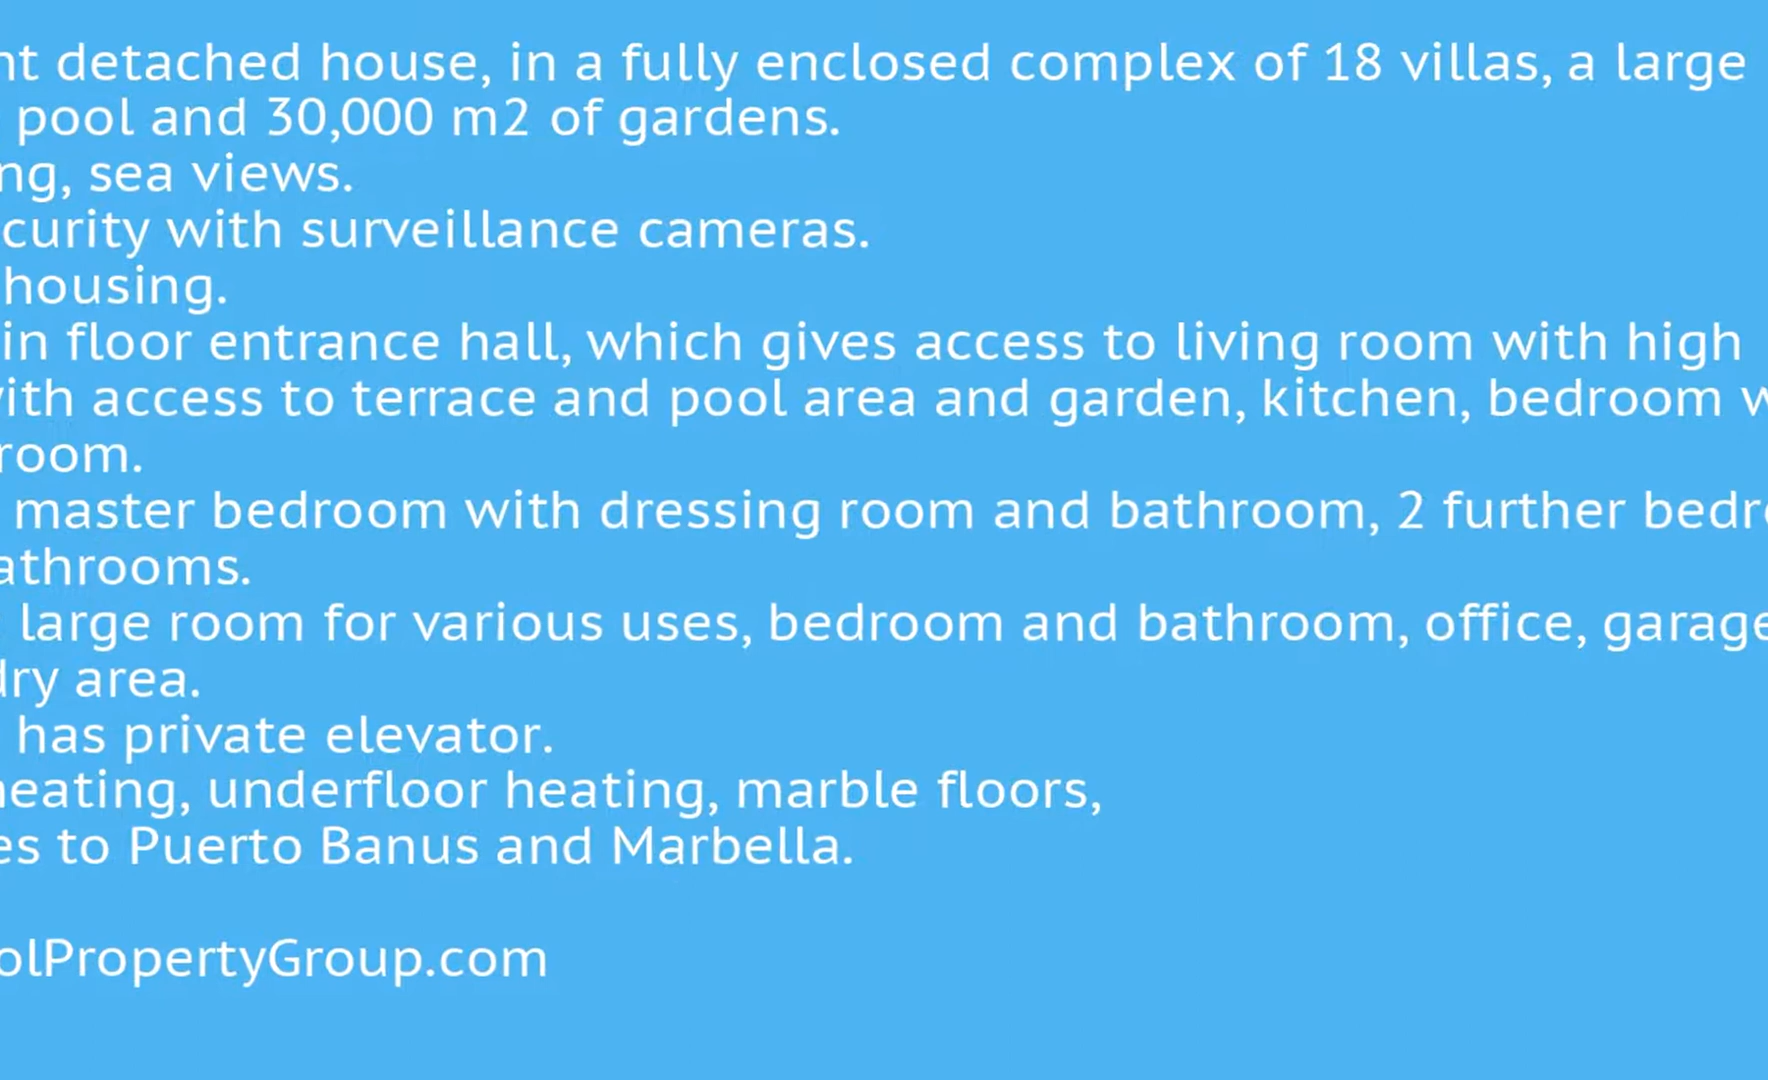 nt detached house, in a fully enclosed complex of 18 villas, a large
pool and 30,000 m2 of gardens.
ng, sea views.
curity with surveillance cameras.
housing.
in floor entrance hall, which gives access to living room with high
ith access to terrace and pool area and garden, kitchen, bedroom w
room.
master bedroom with dressing room and bathroom, 2 further bedr
athrooms.
large room for various uses, bedroom and bathroom, office, garage
dry area.
has private elevator.
heating, underfloor heating, marble floors,
es to Puerto Banus and Marbella.
olPropertyGroup.com